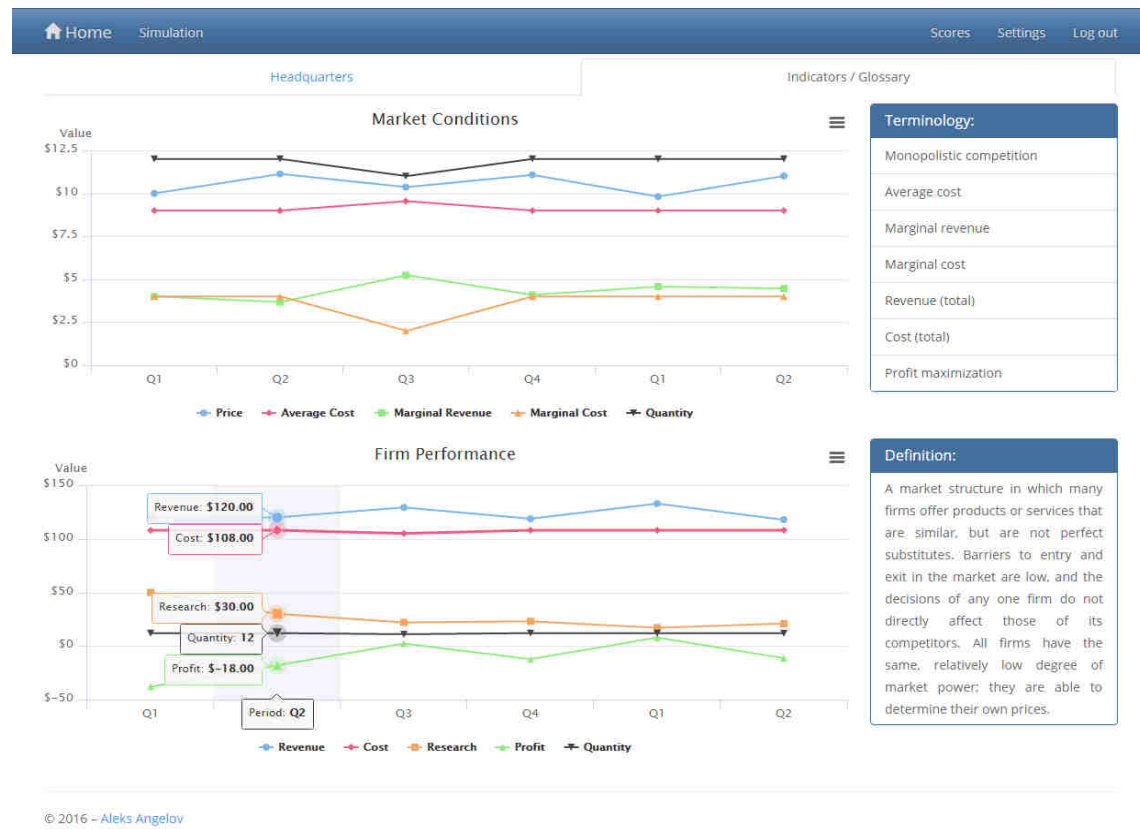 Home Simulation Scores Settings Log out
Headquarters Indicators / Glossary
Market Conditions
Value
$12.5
$10
$7.5
$5
$2.5
$0
Q1 Q2 Q3 Q4 Q1 Q2
Price Average Cost Marginal Revenue Marginal Cost Quantity
Terminology:
Monopolistic competition
Average cost
Marginal revenue
Marginal cost
Revenue (total)
Cost (total)
Profit maximization
Firm Performance
Value
$150
$100
$50
$0
$-50
Revenue: $120.00
Cost: $108.00
Research: $30.00
Quantity: 12
Profit: $-18.00
Q1 Period: Q2 Q3 Q4 Q1 Q2
Revenue Cost Research Profit Quantity
Definition:
A market structure in which many
firms offer products or services that
are similar, but are not perfect
substitutes. Barriers to entry and
exit in the market are low, and the
decisions of any one firm do not
directly affect those of its
competitors. All firms have the
same, relatively low degree of
market power; they are able to
determine their own prices.
© 2016 – Aleks Angelov